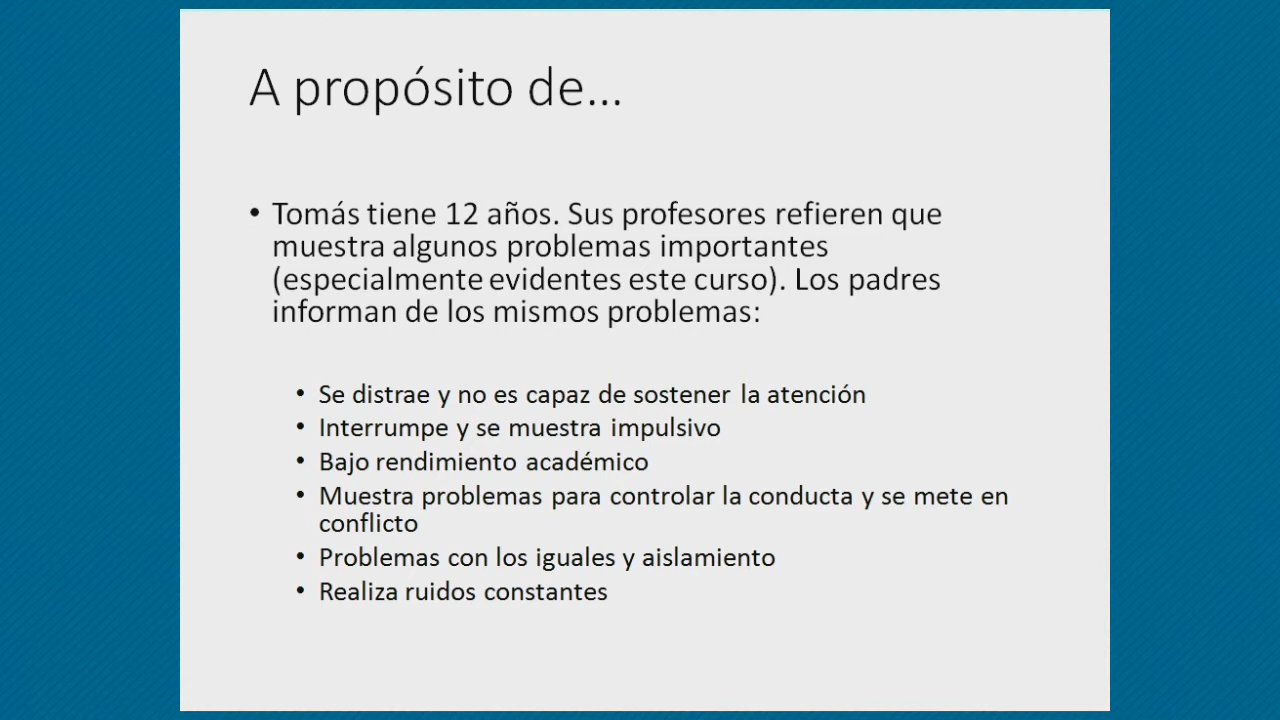 A propósito de...
• Tomás tiene 12 años. Sus profesores refieren que
muestra algunos problemas importantes
(especialmente evidentes este curso). Los padres
informan de los mismos problemas:
• Se distrae y no es capaz de sostener la atención
• Interrumpe y se muestra impulsivo
• Bajo rendimiento académico
• Muestra problemas para controlar la conducta y se mete en
conflicto
• Problemas con los iguales y aislamiento
• Realiza ruidos constantes